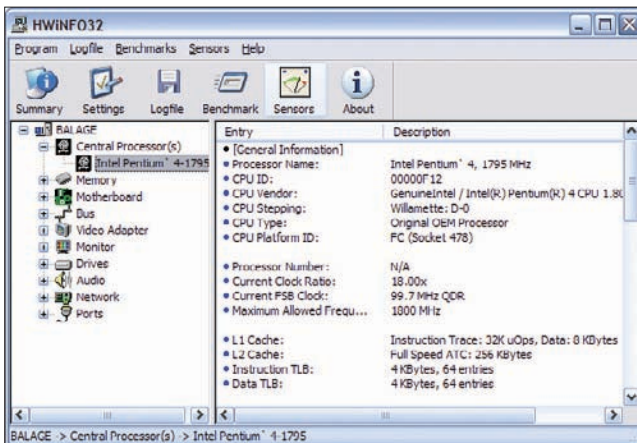 HWiNFO32
Program Logfile Benchmarks Sensors Help
Summary Settings Logfile Benchmark Sensors About
BALAGE
Central Processor(s)
Intel Pentium` 4-1795
Memory
Motherboard
Bus
Video Adapter
Monitor
Drives
Audio
Network
Ports
Entry Description
[General Information]
Processor Name: Intel Pentium` 4, 1795 MHz
CPU ID: 00000F12
CPU Vendor: GenuineIntel / Intel(R) Pentium(R) 4 CPU 1.80
CPU Stepping: Willamette: D-0
CPU Type: Original OEM Processor
CPU Platform ID: FC (Socket 478)
Processor Number: N/A
Current Clock Ratio: 18.00x
Current FSB Clock: 99.7 MHz QDR
Maximum Allowed Frequ... 1800 MHz
L1 Cache: Instruction Trace: 32K uOps, Data: 8 KBytes
L2 Cache: Full Speed ATC: 256 KBytes
Instruction TLB: 4 KBytes, 64 entries
Data TLB: 4 KBytes, 64 entries
BALAGE -> Central Processor(s) -> Intel Pentium` 4-1795